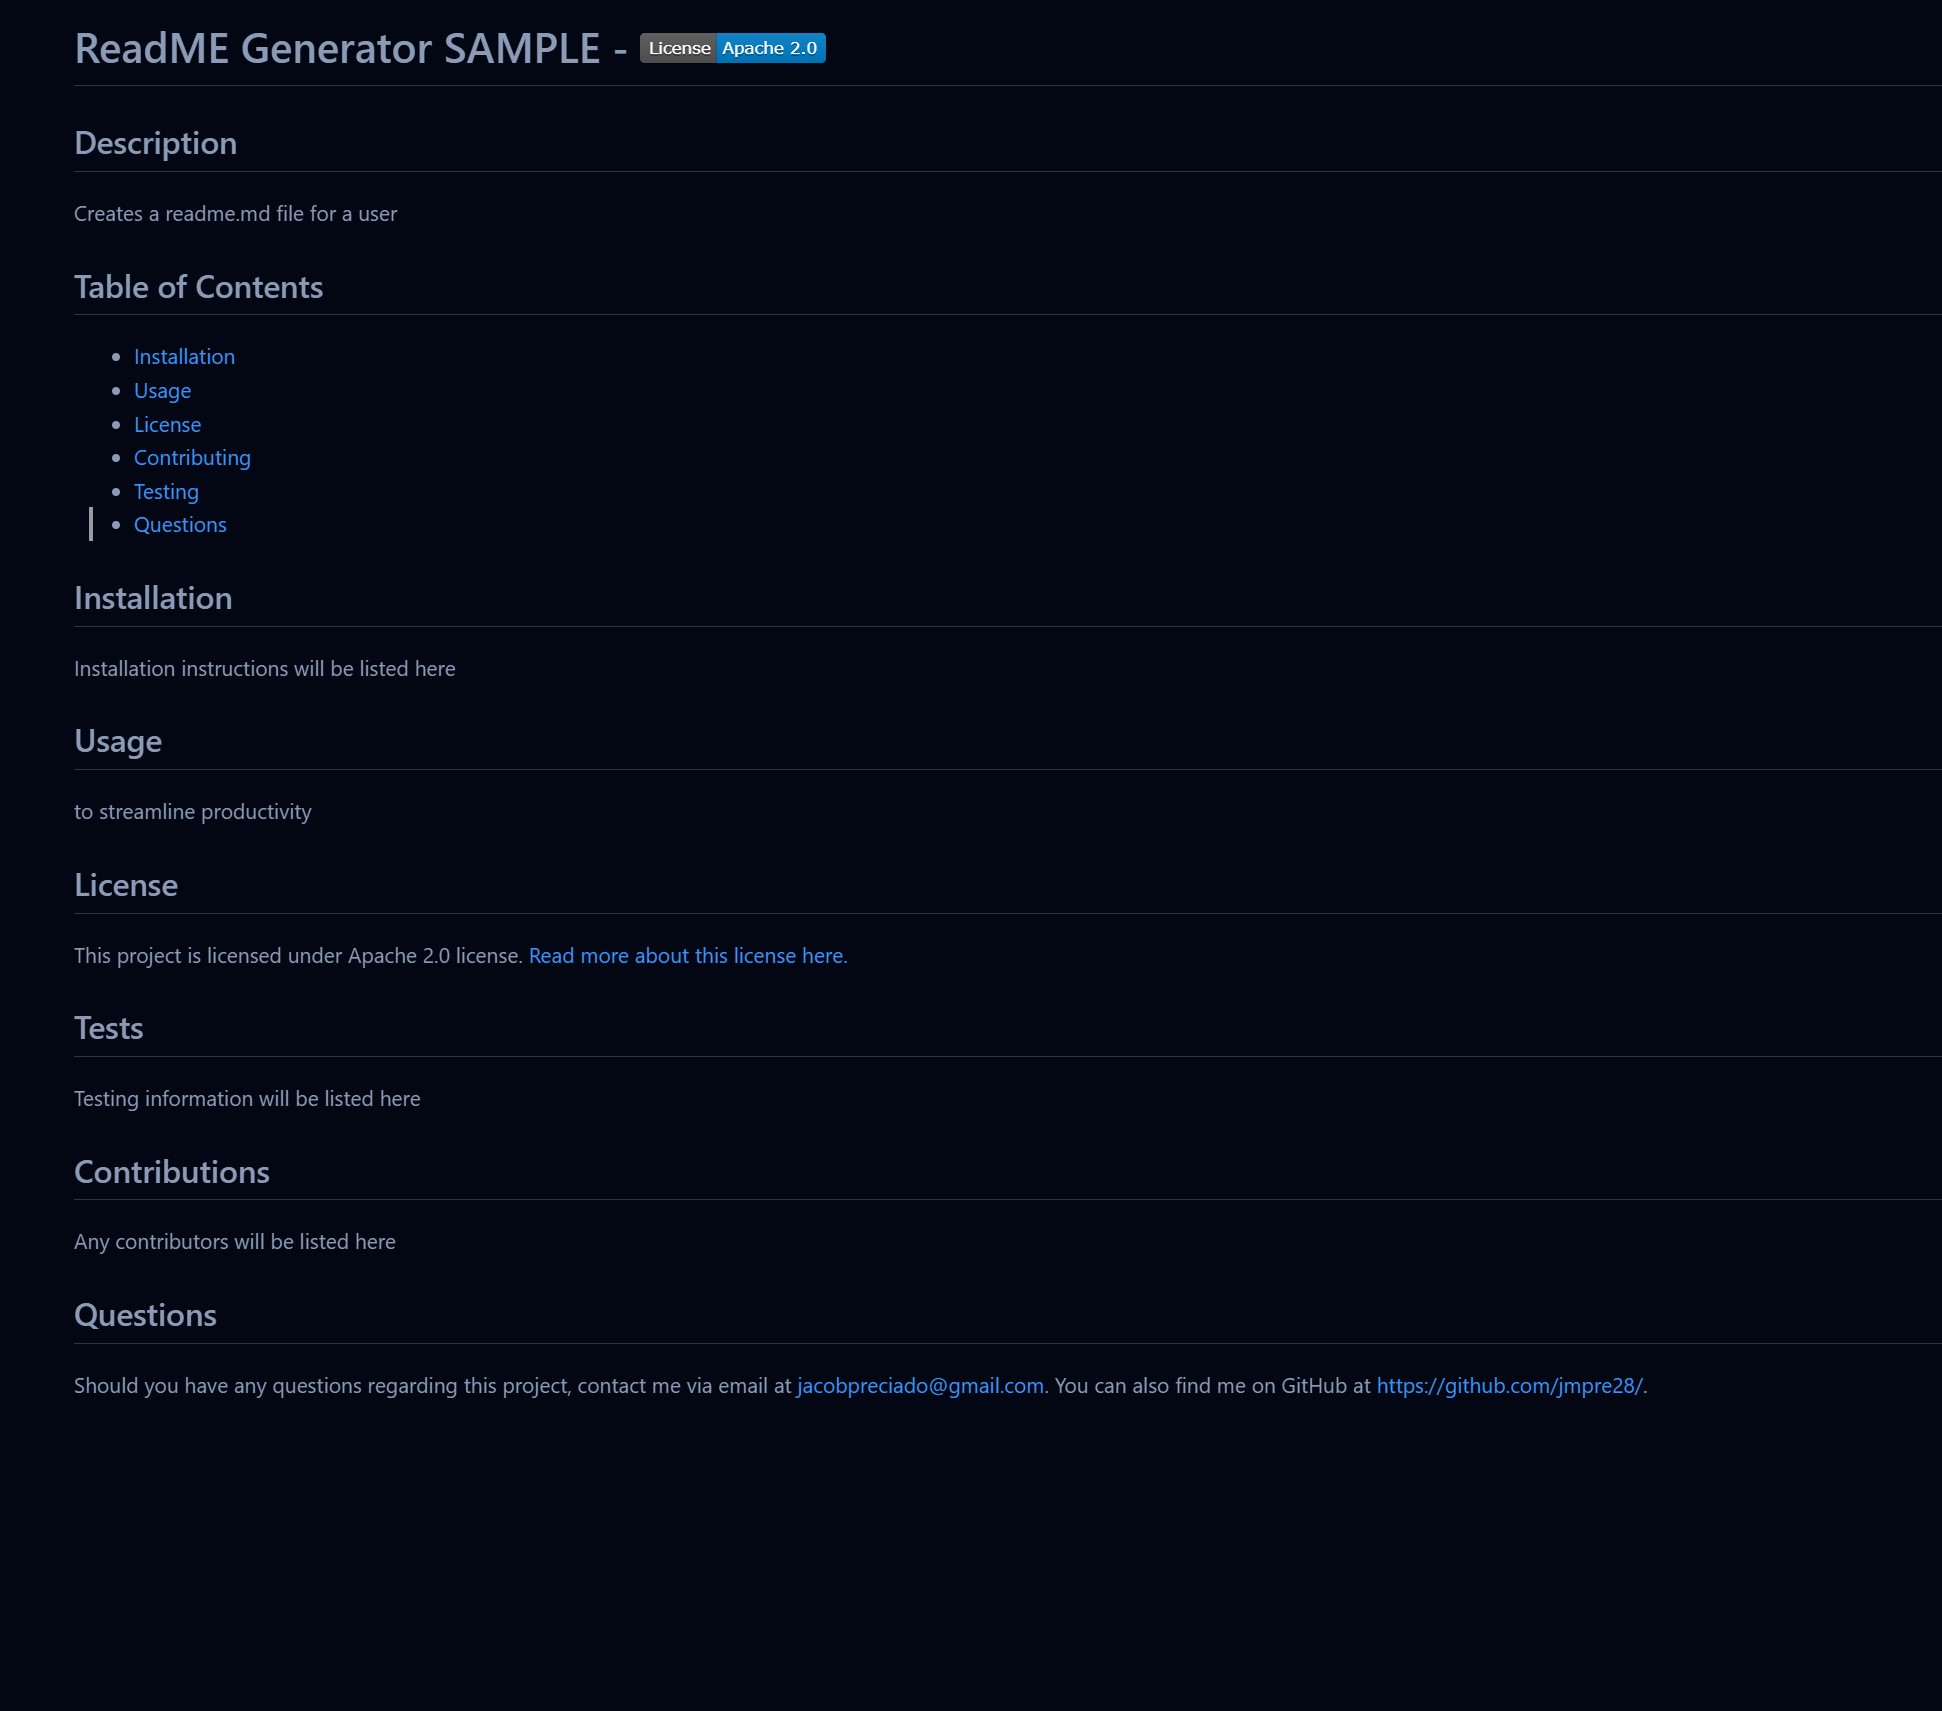 ReadME Generator SAMPLE - License Apache 2.0
Description
Creates a readme.md file for a user
Table of Contents
Installation
Usage
License
Contributing
Testing
Questions
Installation
Installation instructions will be listed here
Usage
to streamline productivity
License
This project is licensed under Apache 2.0 license. Read more about this license here.
Tests
Testing information will be listed here
Contributions
Any contributors will be listed here
Questions
Should you have any questions regarding this project, contact me via email at jacobpreciado@gmail.com. You can also find me on GitHub at https://github.com/jmpre28/.